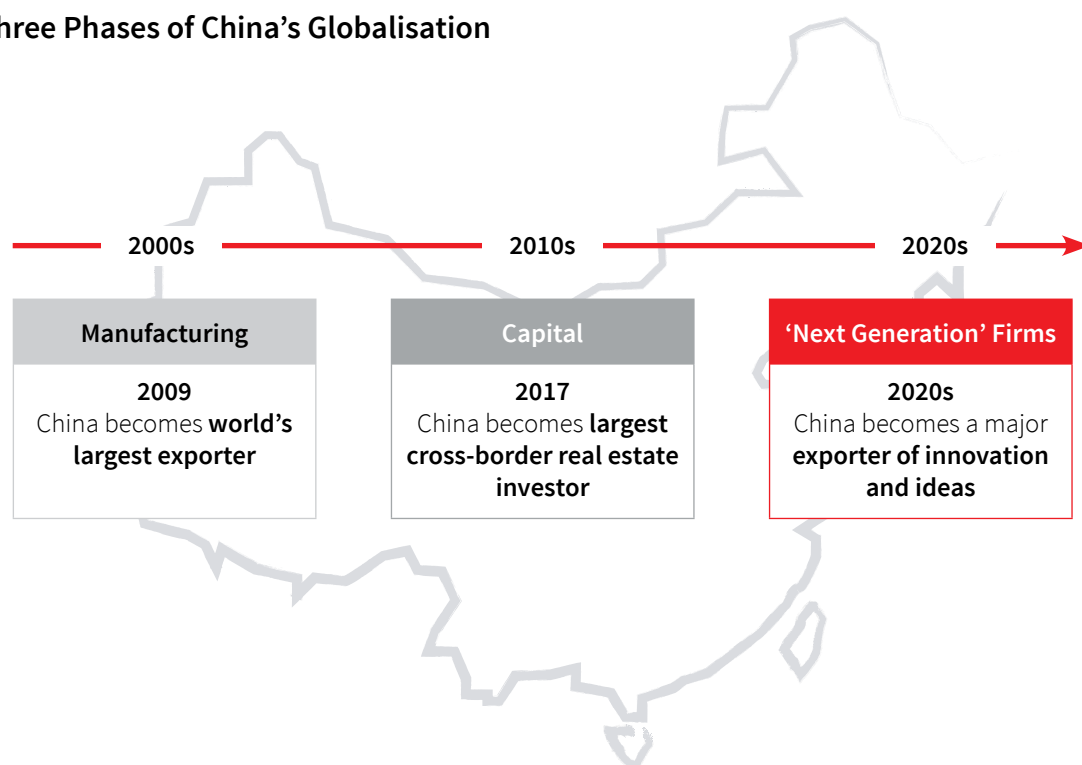 hree Phases of China’s Globalisation
2000s
2010s
2020s
Manufacturing
2009
China becomes world’s
largest exporter
Capital
2017
China becomes largest
cross-border real estate
investor
‘Next Generation’ Firms
2020s
China becomes a major
exporter of innovation
and ideas